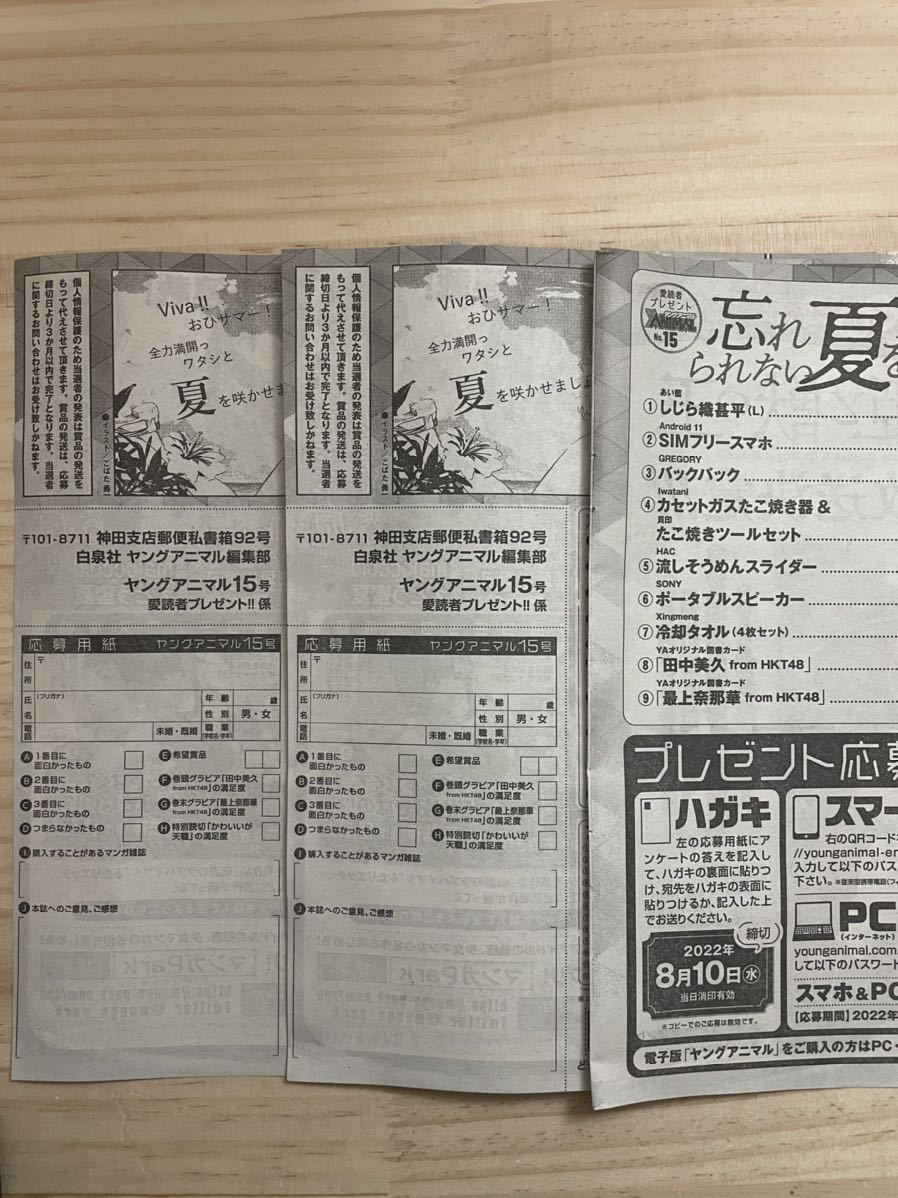 個人情報保護のため当選者の発表は賞品の発送を
もって代えさせて頂きます。賞品の発送は、応募
締切日より3か月以内で完了となります。当選者
に関するお問い合わせはお受け致しかねます。
Viva!!
おひサマー!
全力満開っ
ワタシと
夏を咲かせまし
●イラスト/こばた勇
〒101-8711 神田支店郵便私書箱92号
白泉社 ヤングアニマル編集部
ヤングアニマル15号
愛読者プレゼント!! 係
応募用紙 ヤングアニマル15号
住所
〒
氏名
(フリガナ)
年齢
歳
性別
男・女
電話
未婚・既婚
職業
(学校名・学年)
A 1番目に
面白かったもの
B 2番目に
面白かったもの
C 3番目に
面白かったもの
D つまらなかったもの
E 希望賞品
F 巻頭グラビア「田中美久
from HKT48」の満足度
G 巻末グラビア「最上奈那華
from HKT48」の満足度
H 特別読切「かわいいが
天職」の満足度
I 購入することがあるマンガ雑誌
J 本誌へのご意見、ご感想
個人情報保護のため当選者の発表は賞品の発送を
もって代えさせて頂きます。賞品の発送は、応募
締切日より3か月以内で完了となります。当選者
に関するお問い合わせはお受け致しかねます。
Viva!!
おひサマー!
全力満開っ
ワタシと
夏を咲かせまし
●イラスト/こばた勇
〒101-8711 神田支店郵便私書箱92号
白泉社 ヤングアニマル編集部
ヤングアニマル15号
愛読者プレゼント!! 係
応募用紙 ヤングアニマル15号
住所
〒
氏名
(フリガナ)
年齢
歳
性別
男・女
電話
未婚・既婚
職業
(学校名・学年)
A 1番目に
面白かったもの
B 2番目に
面白かったもの
C 3番目に
面白かったもの
D つまらなかったもの
E 希望賞品
F 巻頭グラビア「田中美久
from HKT48」の満足度
G 巻末グラビア「最上奈那華
from HKT48」の満足度
H 特別読切「かわいいが
天職」の満足度
I 購入することがあるマンガ雑誌
J 本誌へのご意見、ご感想
愛読者
プレゼント
ヤングアニマル
ANIMAL
No.15
忘れ
られない
夏を
あい藍
①しじら織甚平(L)
Android 11
②SIMフリースマホ
GREGORY
③バックパック
Iwatani
④カセットガスたこ焼き器 &
貝印
たこ焼きツールセット
HAC
⑤流しそうめんスライダー
SONY
⑥ポータブルスピーカー
Xingmeng
⑦冷却タオル(4枚セット)
YAオリジナル図書カード
⑧「田中美久 from HKT48」
YAオリジナル図書カード
⑨「最上奈那華 from HKT48」
プレゼント応募
ハガキ
左の応募用紙にア
ンケートの答えを記入し
て、ハガキの裏面に貼りつ
け、宛先をハガキの表面に
貼りつけるか、記入した上
でお送りください。
締切
2022年
8月10日㊌
当日消印有効
※コピーでのご応募は無効です。
スマー
右のQRコード
//younganimal-en
入力して以下のパス
下さい。※従来型携帯電話(フィ
PC
(インターネット)
younganimal.com
して以下のパスワー
スマホ&PC
【応募期間】2022年
電子版「ヤングアニマル」をご購入の方はPC・